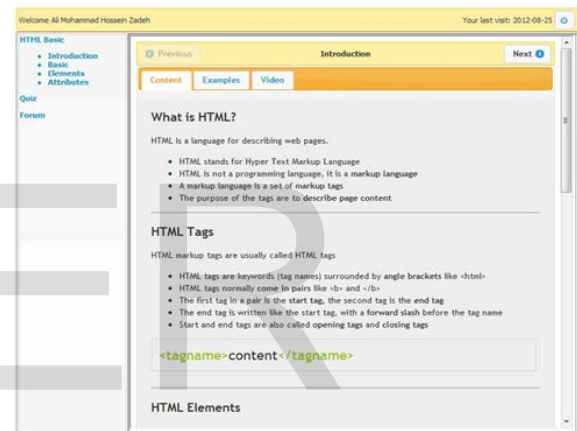 Welcome Ali Mohammad Hossein Zadeh
Your last visit: 2012-08-25
HTML Basic
Introduction
Basic
Elements
Attributes
Quiz
Forum
Previous
Introduction
Next
Content
Examples
Video
What is HTML?
HTML is a language for describing web pages.
HTML stands for Hyper Text Markup Language
HTML is not a programming language, it is a markup language
A markup language is a set of markup tags
The purpose of the tags are to describe page content
HTML Tags
HTML markup tags are usually called HTML tags
HTML tags are keywords (tag names) surrounded by angle brackets like <html>
HTML tags normally come in pairs like <b> and </b>
The first tag in a pair is the start tag, the second tag is the end tag
The end tag is written like the start tag, with a forward slash before the tag name
Start and end tags are also called opening tags and closing tags
<tagname>content</tagname>
HTML Elements